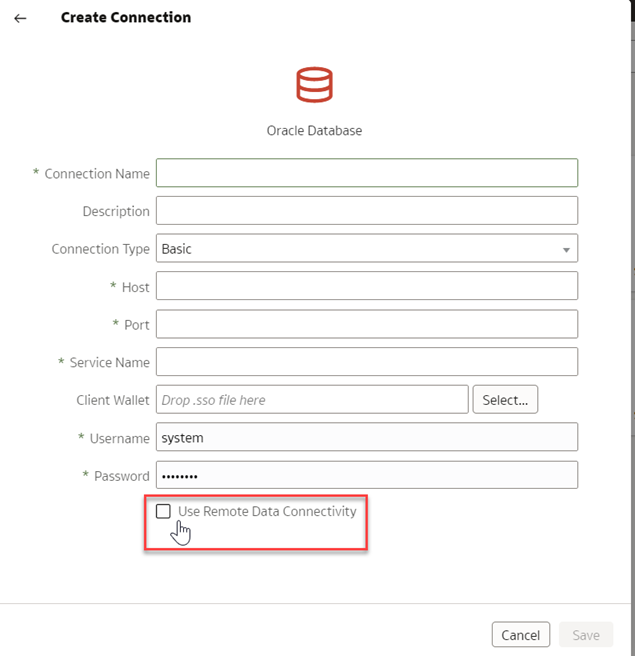 ← Create Connection
Oracle Database
* Connection Name
Description
Connection Type Basic
* Host
* Port
* Service Name
Client Wallet Drop .sso file here Select...
* Username system
* Password ••••••••
Use Remote Data Connectivity
Cancel Save